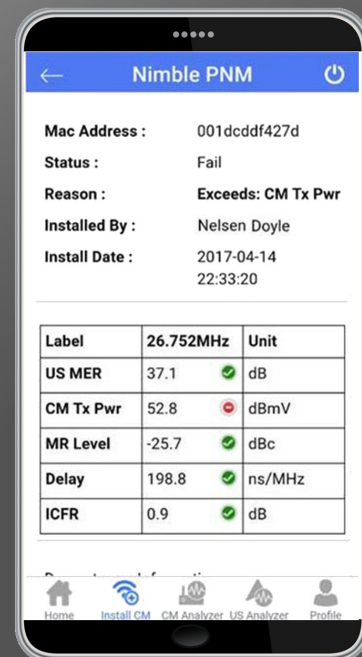 Nimble PNM
Mac Address : 001dcddf427d
Status : Fail
Reason : Exceeds: CM Tx Pwr
Installed By : Nelsen Doyle
Install Date : 2017-04-14
22:33:20
Label 26.752MHz Unit
US MER 37.1 dB
CM Tx Pwr 52.8 dBmV
MR Level -25.7 dBc
Delay 198.8 ns/MHz
ICFR 0.9 dB
Home Install CM CM Analyzer US Analyzer Profile